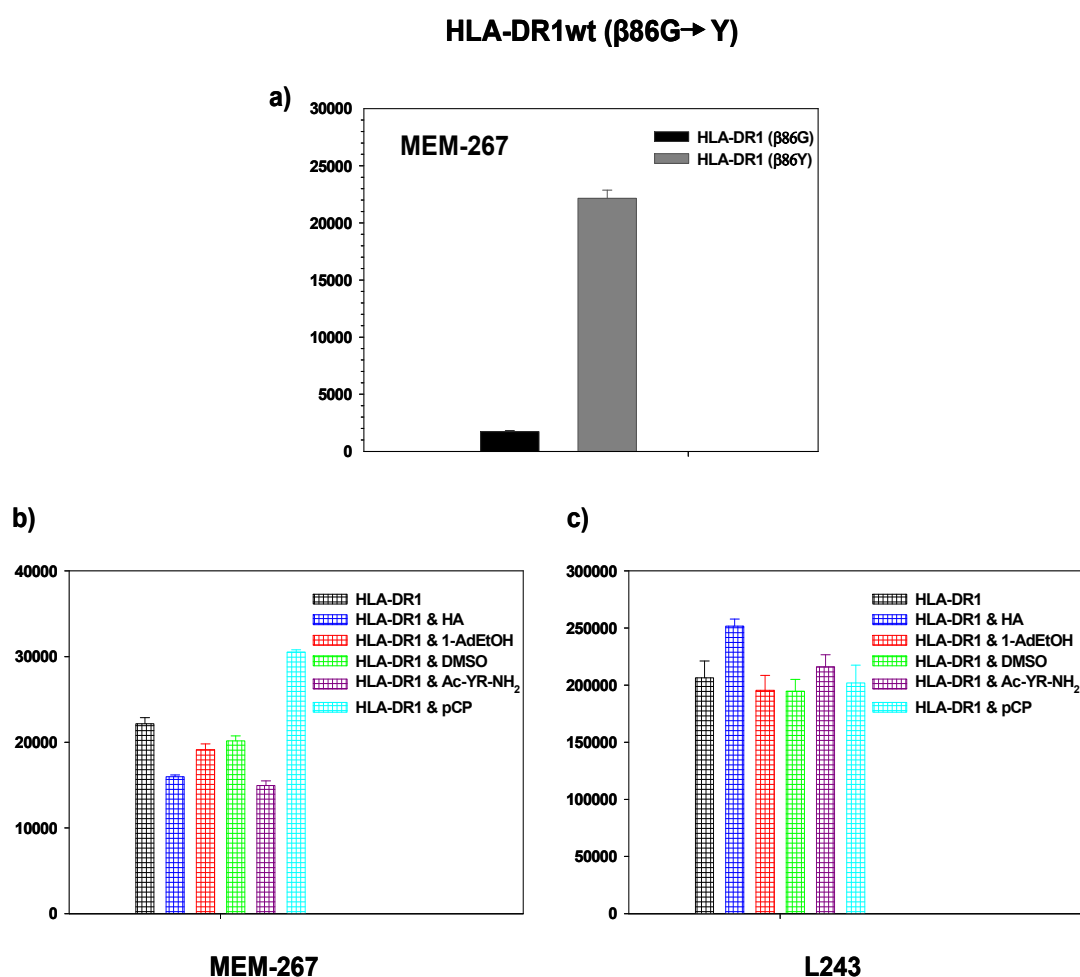 HLA-DR1wt (β86G→ Y)
a)
30000
25000
20000
15000
10000
5000
0
MEM-267
HLA-DR1 (β86G)
HLA-DR1 (β86Y)
b)
40000
30000
20000
10000
0
HLA-DR1
HLA-DR1 & HA
HLA-DR1 & 1-AdEtOH
HLA-DR1 & DMSO
HLA-DR1 & Ac-YR-NH₂
HLA-DR1 & pCP
MEM-267
c)
300000
250000
200000
150000
100000
50000
0
HLA-DR1
HLA-DR1 & HA
HLA-DR1 & 1-AdEtOH
HLA-DR1 & DMSO
HLA-DR1 & Ac-YR-NH₂
HLA-DR1 & pCP
L243